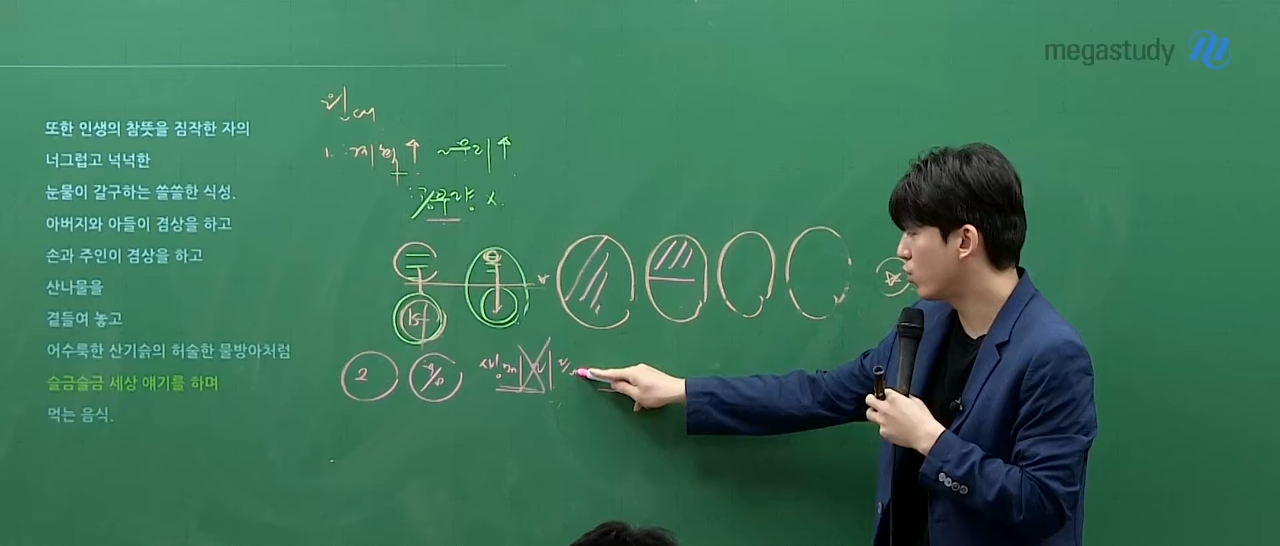 megastudy
또한 인생의 참뜻을 짐작한 자의
너그럽고 넉넉한
눈물이 갈구하는 쓸쓸한 식성.
아버지와 아들이 겸상을 하고
손과 주인이 겸상을 하고
산나물을
곁들여 놓고
어수룩한 산기슭의 허술한 물방아처럼
슬금슬금 세상 얘기를 하며
먹는 음식.
1.
공부량 x.
2